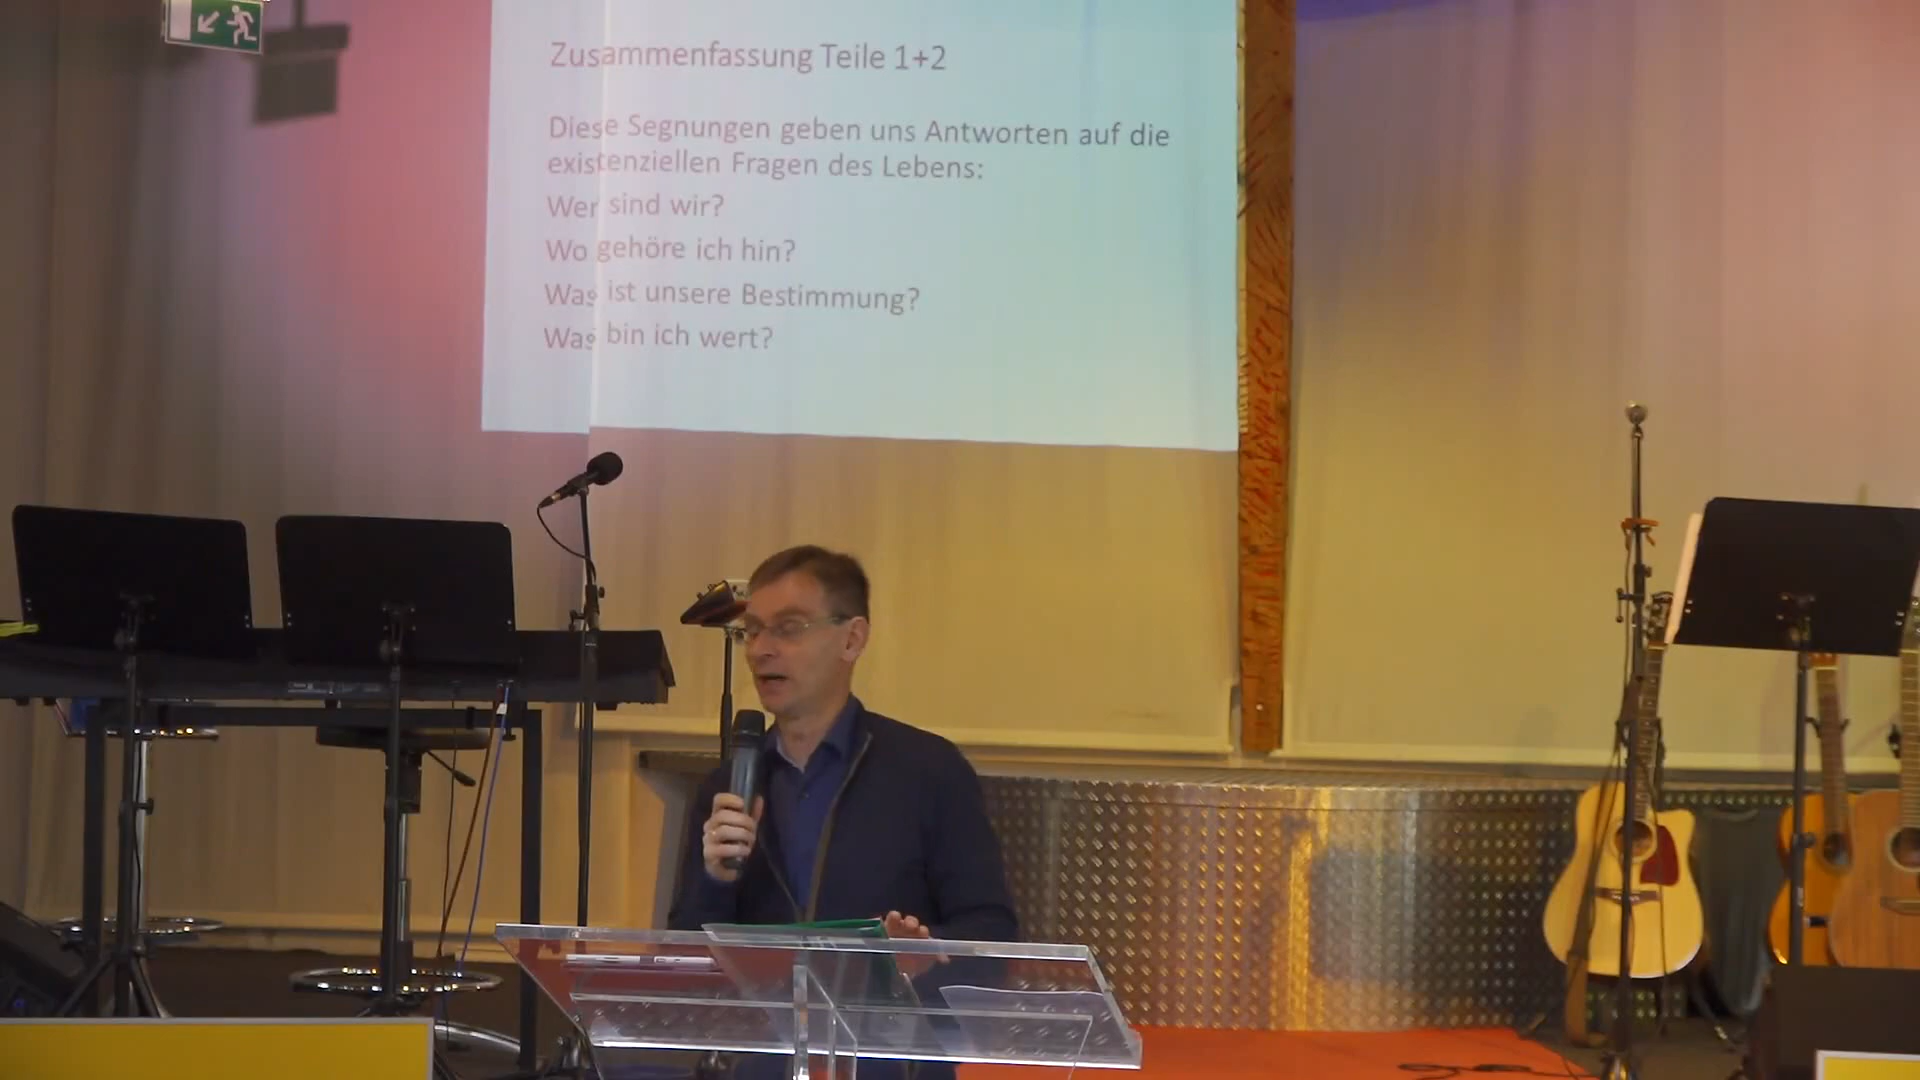 Zusammenfassung Teile 1+2
Diese Segnungen geben uns Antworten auf die
existenziellen Fragen des Lebens:
Wer sind wir?
Wo gehöre ich hin?
Was ist unsere Bestimmung?
Was bin ich wert?